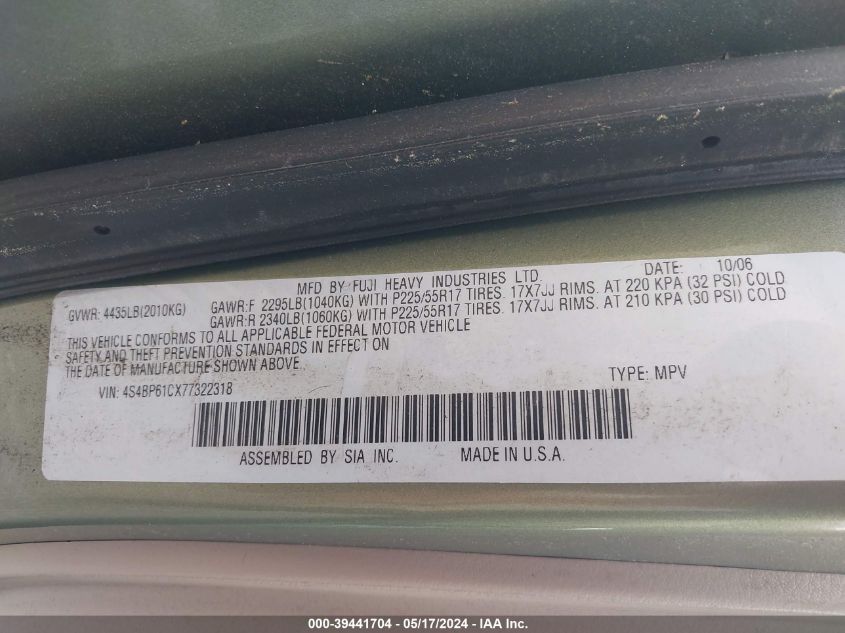 MFD BY FUJI HEAVY INDUSTRIES LTD.
DATE: 10/06
GVWR: 4435LB(2010KG)
GAWR:F 2295LB(1040KG) WITH P225/55R17 TIRES. 17X7JJ RIMS. AT 220 KPA (32 PSI) COLD
GAWR:R 2340LB(1060KG) WITH P225/55R17 TIRES. 17X7JJ RIMS. AT 210 KPA (30 PSI) COLD
THIS VEHICLE CONFORMS TO ALL APPLICABLE FEDERAL MOTOR VEHICLE
SAFETY AND THEFT PREVENTION STANDARDS IN EFFECT ON
THE DATE OF MANUFACTURE SHOWN ABOVE.
VIN: 4S4BP61CX77322318
TYPE: MPV
ASSEMBLED BY SIA INC. MADE IN U.S.A.
000-39441704 - 05/17/2024 - IAA Inc.